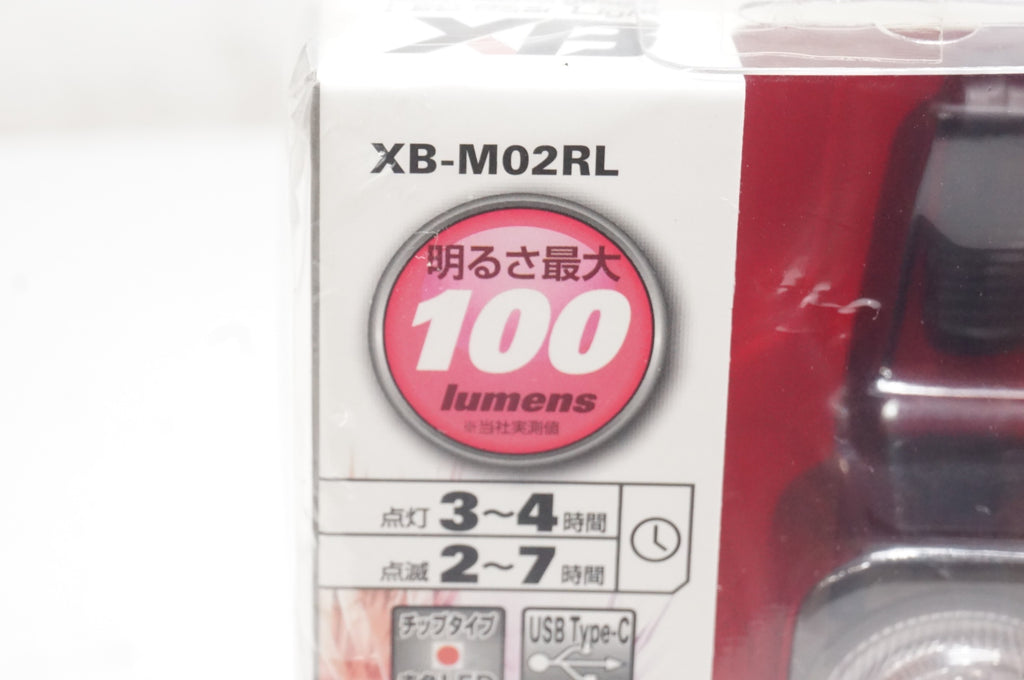 XB-M02RL
明るさ最大
100
lumens
※当社実測値
点灯 3～4 時間
点滅 2～7 時間
チップタイプ
USB Type-C